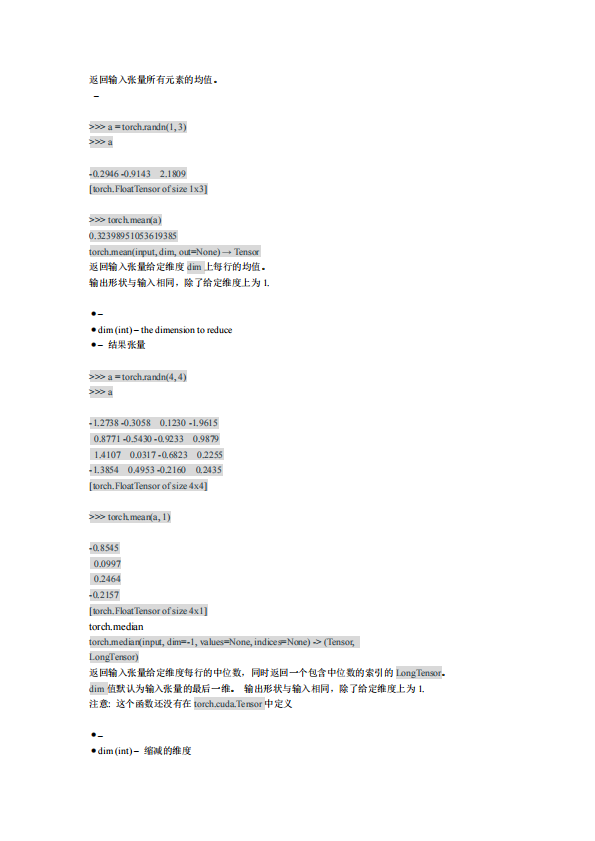 返回输入张量所有元素的均值。
–
>>> a = torch.randn(1, 3)
>>> a
-0.2946 -0.9143 2.1809
[torch.FloatTensor of size 1x3]
>>> torch.mean(a)
0.32398951053619385
torch.mean(input, dim, out=None) → Tensor
返回输入张量给定维度 dim 上每行的均值。
输出形状与输入相同，除了给定维度上为 1.
● –
● dim (int) – the dimension to reduce
● – 结果张量
>>> a = torch.randn(4, 4)
>>> a
-1.2738 -0.3058 0.1230 -1.9615
0.8771 -0.5430 -0.9233 0.9879
1.4107 0.0317 -0.6823 0.2255
-1.3854 0.4953 -0.2160 0.2435
[torch.FloatTensor of size 4x4]
>>> torch.mean(a, 1)
-0.8545
0.0997
0.2464
-0.2157
[torch.FloatTensor of size 4x1]
torch.median
torch.median(input, dim=-1, values=None, indices=None) -> (Tensor,
LongTensor)
返回输入张量给定维度每行的中位数，同时返回一个包含中位数的索引的 LongTensor。
dim 值默认为输入张量的最后一维。 输出形状与输入相同，除了给定维度上为 1.
注意: 这个函数还没有在 torch.cuda.Tensor 中定义
● –
● dim (int) – 缩减的维度